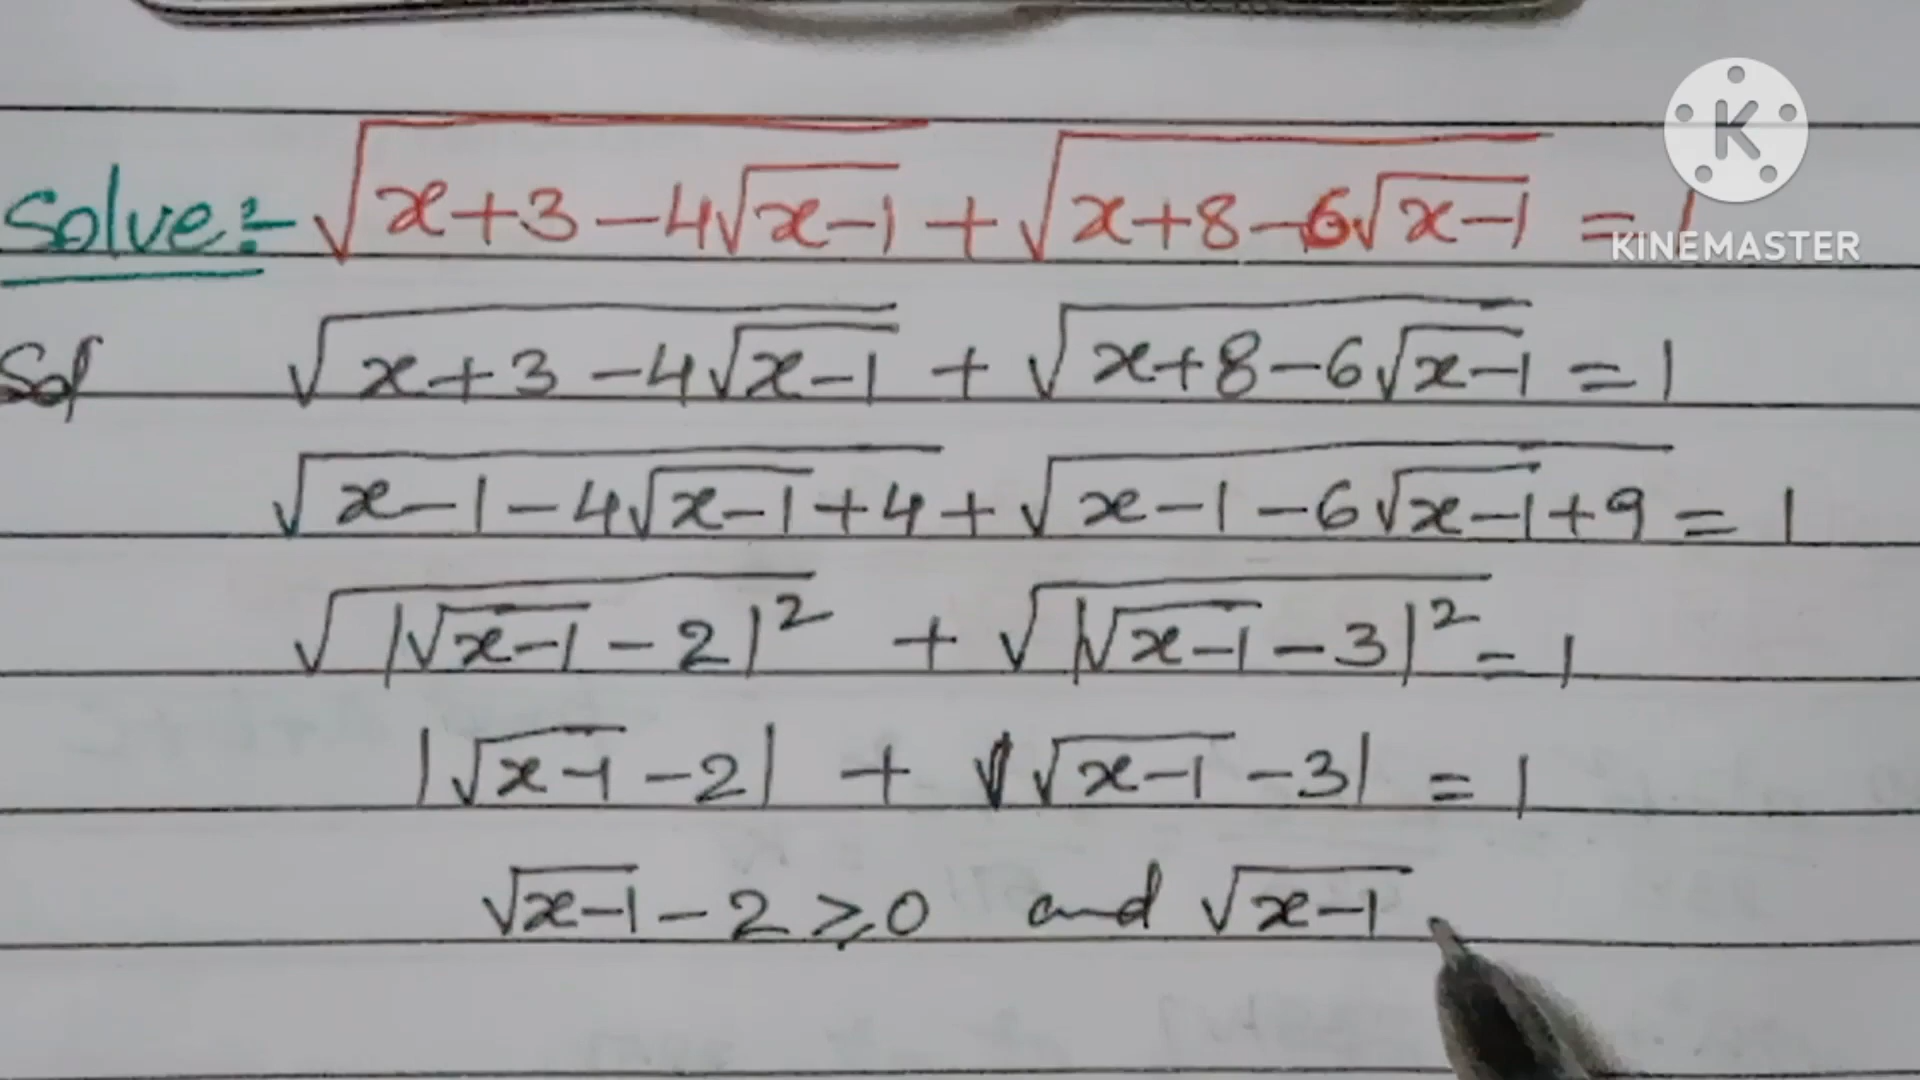 Solve:- √(x+3-4√(x-1)) + √(x+8-6√(x-1)) = 1
KINEMASTER
Sol √(x+3-4√(x-1)) + √(x+8-6√(x-1)) = 1
√(x-1-4√(x-1)+4) + √(x-1-6√(x-1)+9) = 1
√(|√(x-1)-2|²) + √(|√(x-1)-3|²) = 1
|√(x-1)-2| + |√(x-1)-3| = 1
√(x-1)-2≥0 and √(x-1)